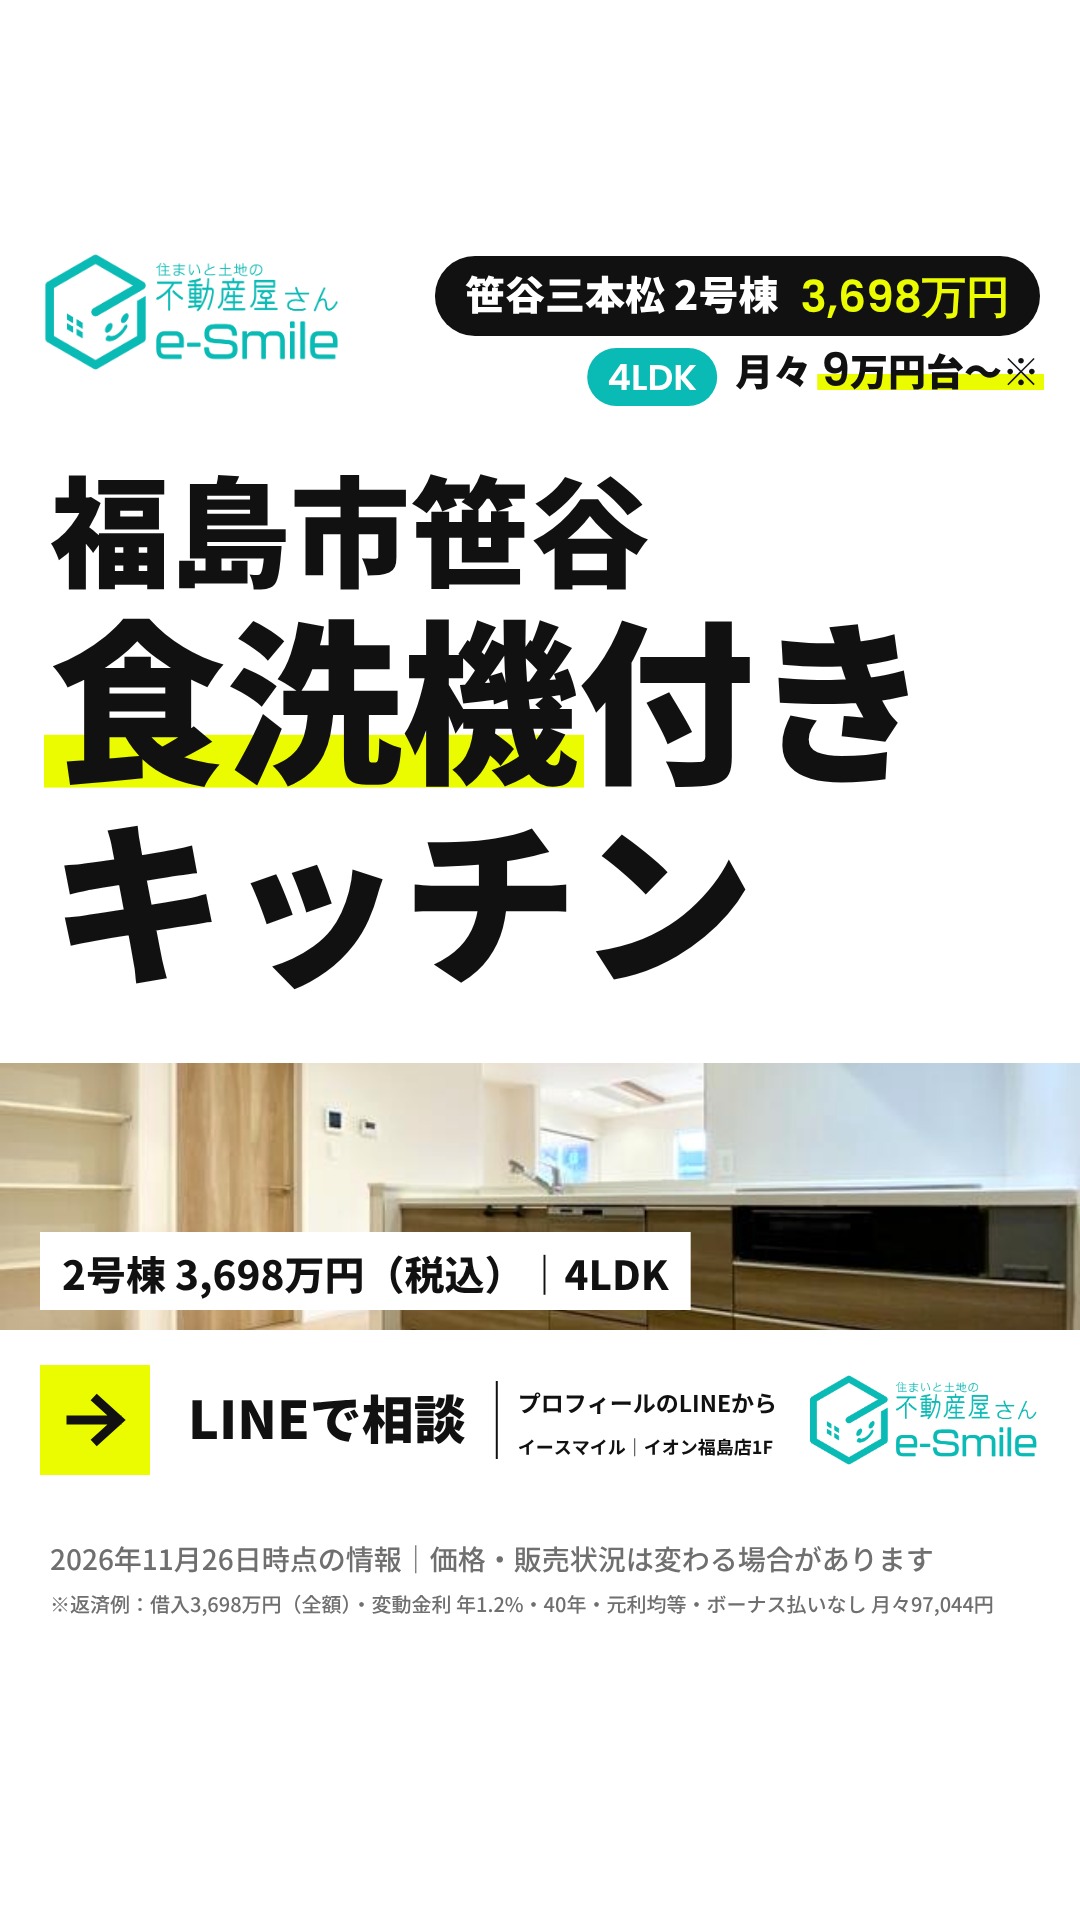 住まいと土地の
不動産屋さん
e-Smile
笹谷三本松 2号棟 3,698万円
4LDK 月々 9万円台〜※
福島市笹谷
食洗機付き
キッチン
2号棟 3,698万円（税込）｜4LDK
LINEで相談
プロフィールのLINEから
イースマイル｜イオン福島店1F
住まいと土地の
不動産屋さん
e-Smile
2026年11月26日時点の情報｜価格・販売状況は変わる場合があります
※返済例：借入3,698万円（全額）・変動金利 年1.2%・40年・元利均等・ボーナス払いなし 月々97,044円